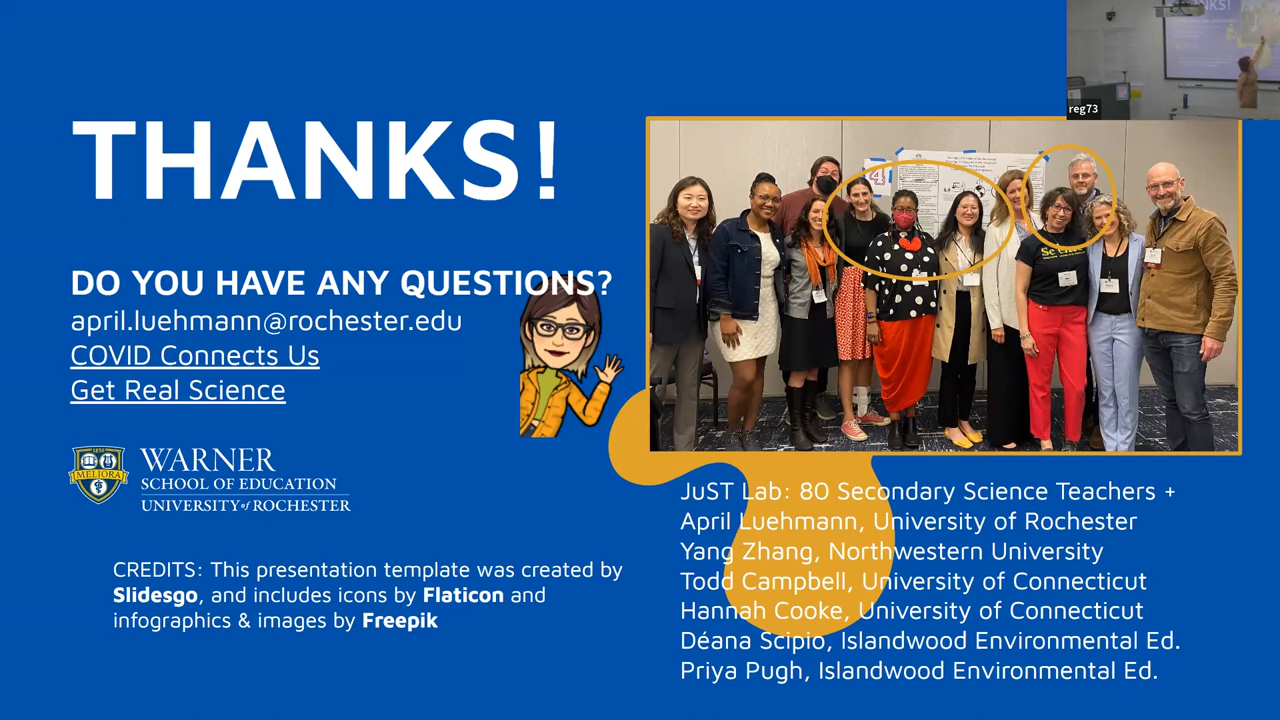 THANKS!
DO YOU HAVE ANY QUESTIONS?
april.luehmann@rochester.edu
COVID Connects Us
Get Real Science
MELIORA
WARNER
SCHOOL OF EDUCATION
UNIVERSITY of ROCHESTER
CREDITS: This presentation template was created by
Slidesgo, and includes icons by Flaticon and
infographics & images by Freepik
reg73
4
JuST Lab: 80 Secondary Science Teachers +
April Luehmann, University of Rochester
Yang Zhang, Northwestern University
Todd Campbell, University of Connecticut
Hannah Cooke, University of Connecticut
Déana Scipio, Islandwood Environmental Ed.
Priya Pugh, Islandwood Environmental Ed.